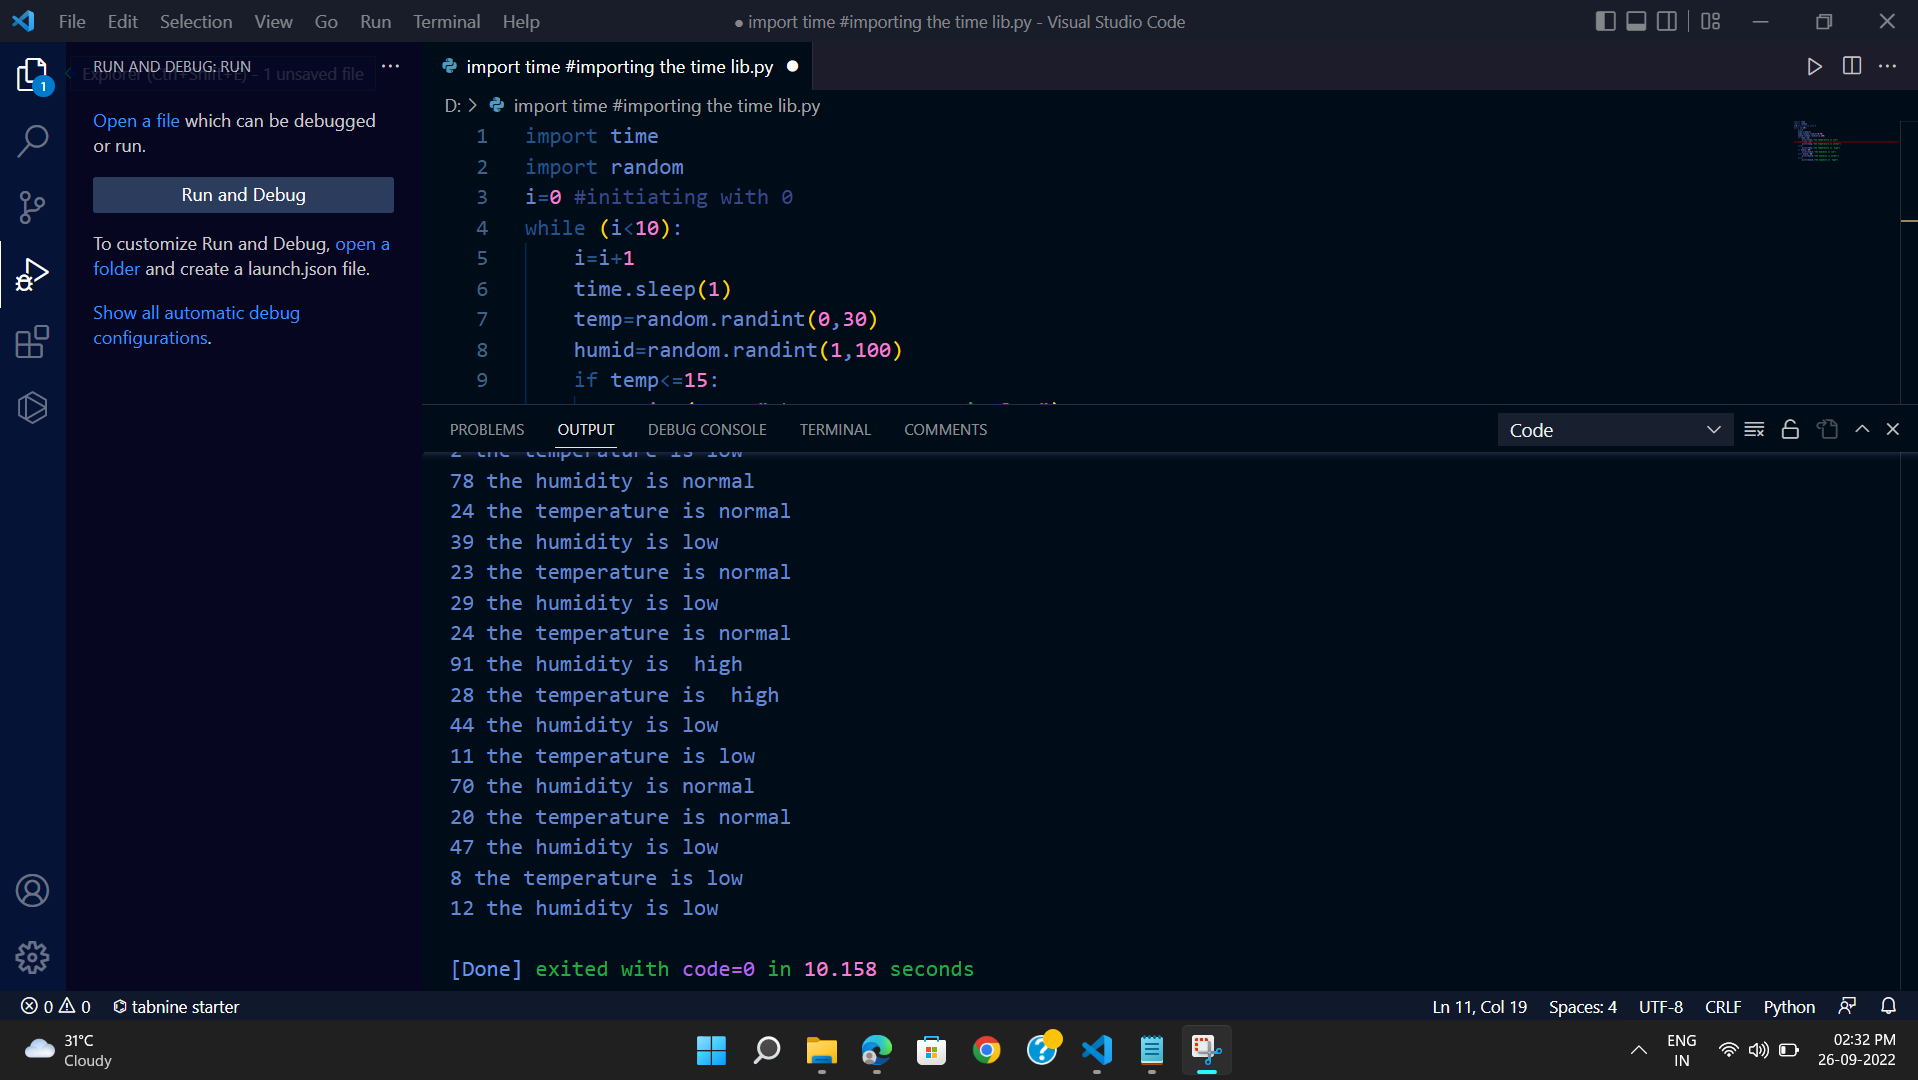 File Edit Selection View Go Run Terminal Help
● import time #importing the time lib.py - Visual Studio Code
1
RUN AND DEBUG: RUN
Explorer (Ctrl+Shift+E) - 1 unsaved file
Open a file which can be debugged
or run.
Run and Debug
To customize Run and Debug, open a
folder and create a launch.json file.
Show all automatic debug
configurations.
import time #importing the time lib.py ●
D: > import time #importing the time lib.py
1 import time
2 import random
3 i=0 #initiating with 0
4 while (i<10):
5 i=i+1
6 time.sleep(1)
7 temp=random.randint(0,30)
8 humid=random.randint(1,100)
9 if temp<=15:
PROBLEMS OUTPUT DEBUG CONSOLE TERMINAL COMMENTS
Code
2 the temperature is low
78 the humidity is normal
24 the temperature is normal
39 the humidity is low
23 the temperature is normal
29 the humidity is low
24 the temperature is normal
91 the humidity is  high
28 the temperature is  high
44 the humidity is low
11 the temperature is low
70 the humidity is normal
20 the temperature is normal
47 the humidity is low
8 the temperature is low
12 the humidity is low
[Done] exited with code=0 in 10.158 seconds
0 0 tabnine starter
Ln 11, Col 19 Spaces: 4 UTF-8 CRLF Python
31°C
Cloudy
ENG
IN
02:32 PM
26-09-2022